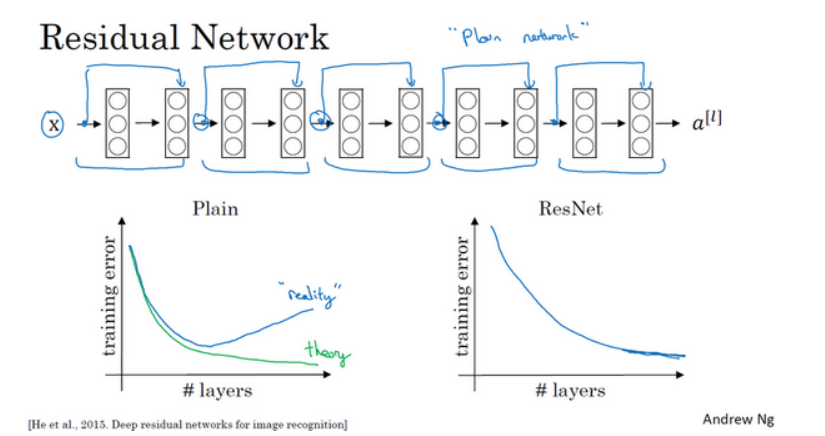 Residual Network
"Plain network"
x
a[l]
Plain
ResNet
training error
"reality"
theory
# layers
training error
# layers
[He et al., 2015. Deep residual networks for image recognition]
Andrew Ng